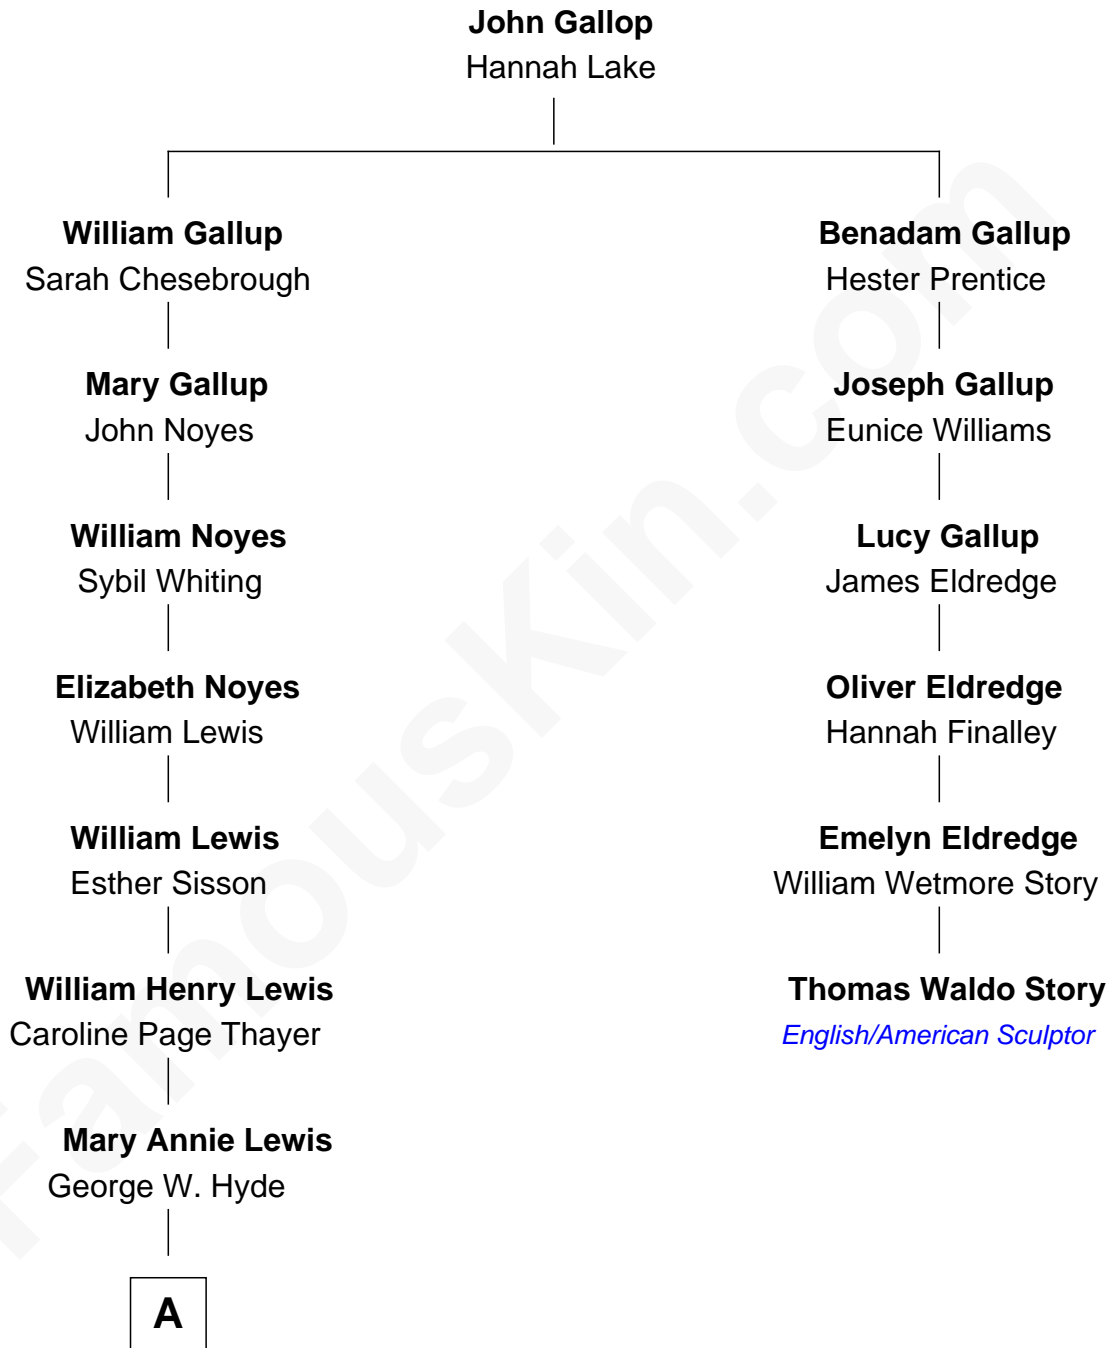 John Gallop
Hannah Lake
William Gallup
Sarah Chesebrough
Benadam Gallup
Hester Prentice
Mary Gallup
John Noyes
Joseph Gallup
Eunice Williams
William Noyes
Sybil Whiting
Lucy Gallup
James Eldredge
Elizabeth Noyes
William Lewis
Oliver Eldredge
Hannah Finalley
William Lewis
Esther Sisson
Emelyn Eldredge
William Wetmore Story
William Henry Lewis
Caroline Page Thayer
Thomas Waldo Story
English/American Sculptor
Mary Annie Lewis
George W. Hyde
A
FamousKin.com